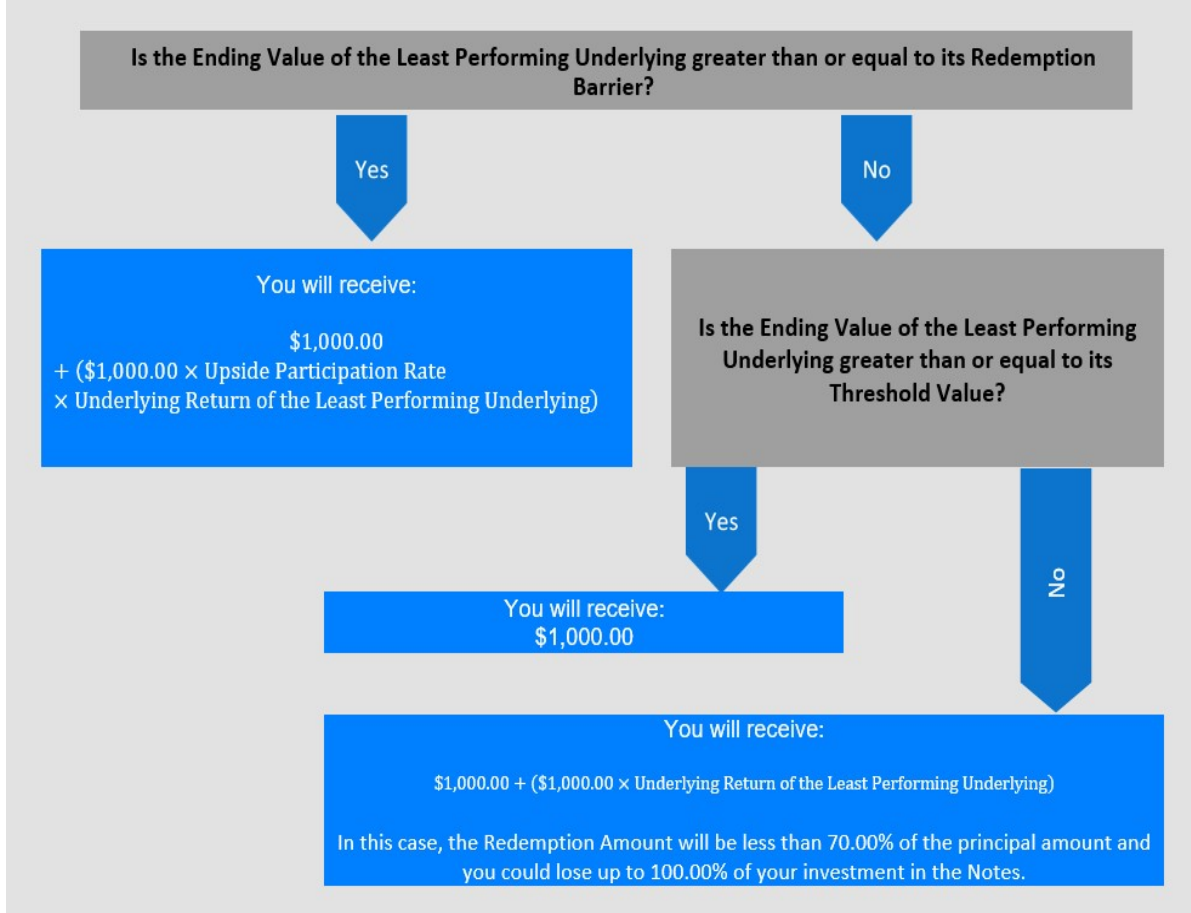 Is the Ending Value of the Least Performing Underlying greater than or equal to its Redemption
Barrier?
Yes
No
You will receive:
$1,000.00
+ ($1,000.00 × Upside Participation Rate
× Underlying Return of the Least Performing Underlying)
Is the Ending Value of the Least Performing
Underlying greater than or equal to its
Threshold Value?
Yes
No
You will receive:
$1,000.00
You will receive:
$1,000.00 + ($1,000.00 × Underlying Return of the Least Performing Underlying)
In this case, the Redemption Amount will be less than 70.00% of the principal amount and
you could lose up to 100.00% of your investment in the Notes.